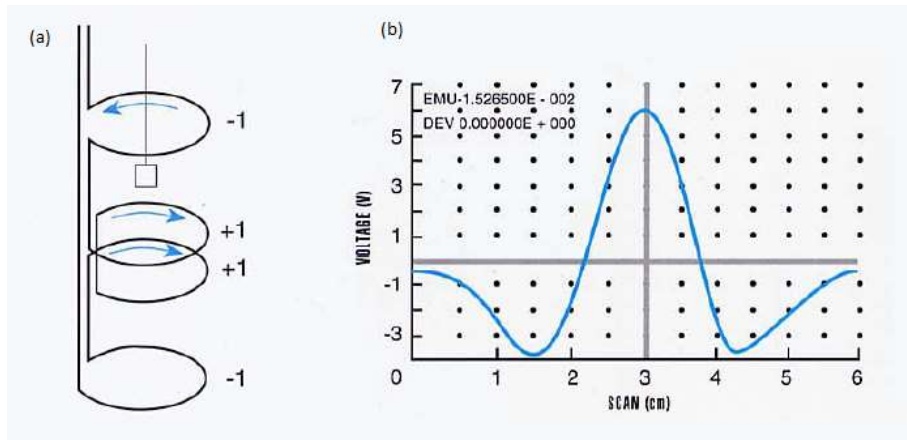 (a)
-1
+1
+1
-1
(b)
7
5
3
1
-1
-3
VOLTAGE (V)
EMU-1.526500E - 002
DEV 0.000000E + 000
0 1 2 3 4 5 6
SCAN (cm)